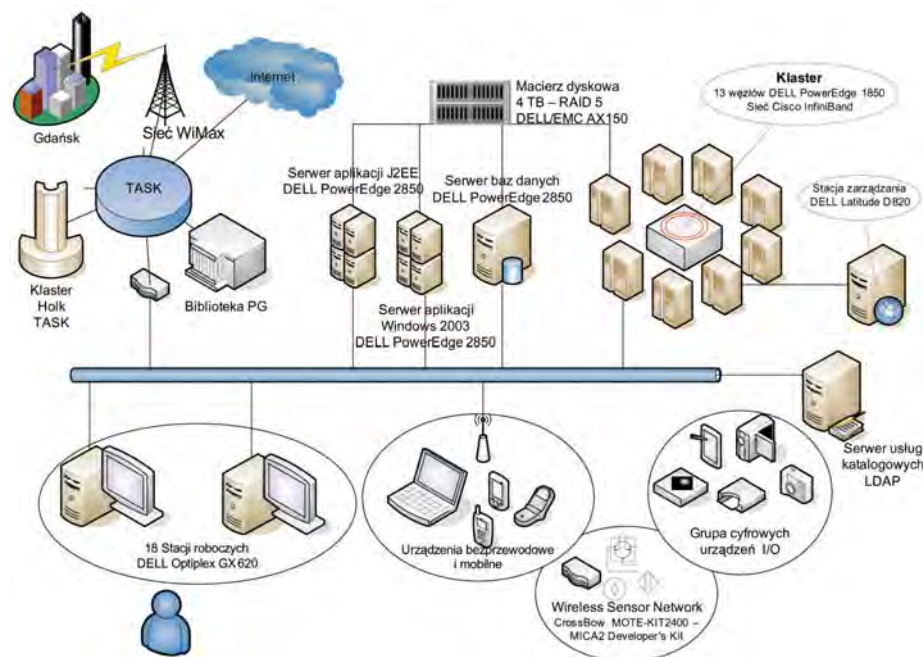 Gdańsk
Sieć WiMax
Internet
TASK
Klaster
Holk
TASK
Biblioteka PG
Macierz dyskowa
4 TB – RAID 5
DELL/EMC AX150
Serwer aplikacji J2EE
DELL PowerEdge 2850
Serwer baz danych
DELL PowerEdge 2850
Serwer aplikacji
Windows 2003
DELL PowerEdge 2850
Klaster
13 węzłów DELL PowerEdge 1850
Sieć Cisco InfiniBand
Stacja zarządzania
DELL Latitude D820
Serwer usług
katalogowych
LDAP
18 Stacji roboczych
DELL Optiplex GX620
Urządzenia bezprzewodowe
i mobilne
Grupa cyfrowych
urządzeń I/O
Wireless Sensor Network
CrossBow MOTE-KIT2400 –
MICA2 Developer's Kit